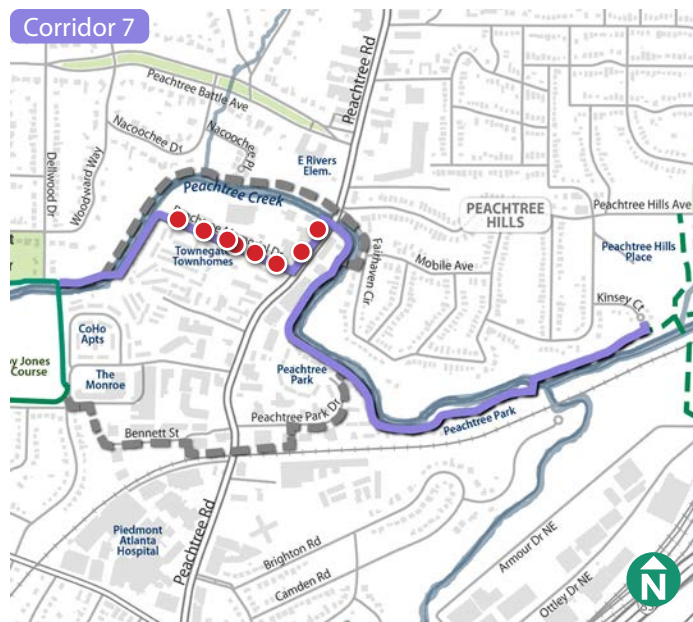 Corridor 7
Peachtree Battle Ave
Peachtree Rd
Nacoochee Dr
Nacoochee Pl
Dellwood Dr
Woodward Way
E Rivers
Elem.
Peachtree Creek
PEACHTREE
HILLS
Peachtree Hills Ave
Peachtree Hills
Place
Townegate
Townhomes
Faithaven Cir
Mobile Ave
Kinsey Ct
CoHo
Apts
Jones
Course
The
Monroe
Peachtree
Park
Peachtree Park Dr
Peachtree Park
Bennett St
Piedmont
Atlanta
Hospital
Peachtree Rd
Brighton Rd
Camden Rd
Armour Dr NE
Ottley Dr NE
N